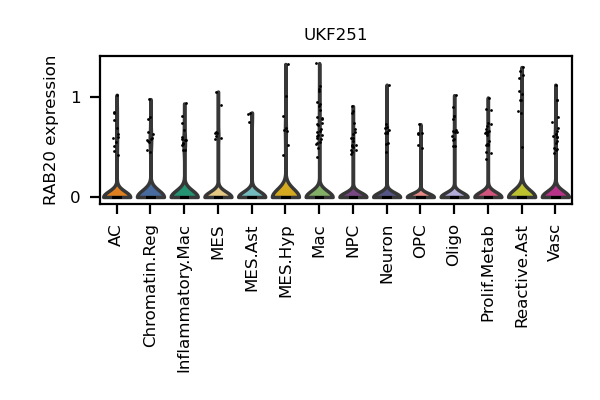 UKF251
RAB20 expression
1
0
AC
Chromatin.Reg
Inflammatory.Mac
MES
MES.Ast
MES.Hyp
Mac
NPC
Neuron
OPC
Oligo
Prolif.Metab
Reactive.Ast
Vasc